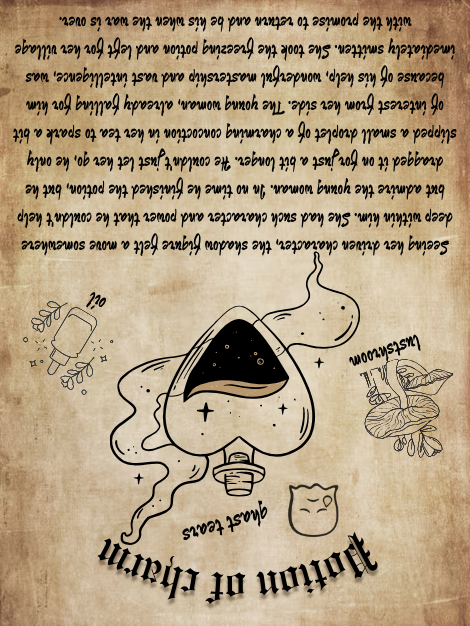 Potion of charm
ghast tears
lustshroom
oil
Seeing her driven character, the shadow figure felt a move somewhere
deep within him. She had such character and power that he couldn't help
but admire the young woman. In no time he finished the potion, but he
dragged it on for just a bit longer. He couldn't just let her go, he only
slipped a small droplet of a charming concoction in her tea to spark a bit
of interest from her side. The young woman, already falling for him
because of his help, wonderful mastership and vast intelligence, was
immediately smitten. She took the freezing potion and left for her village
with the promise to return and be his when the war is over.